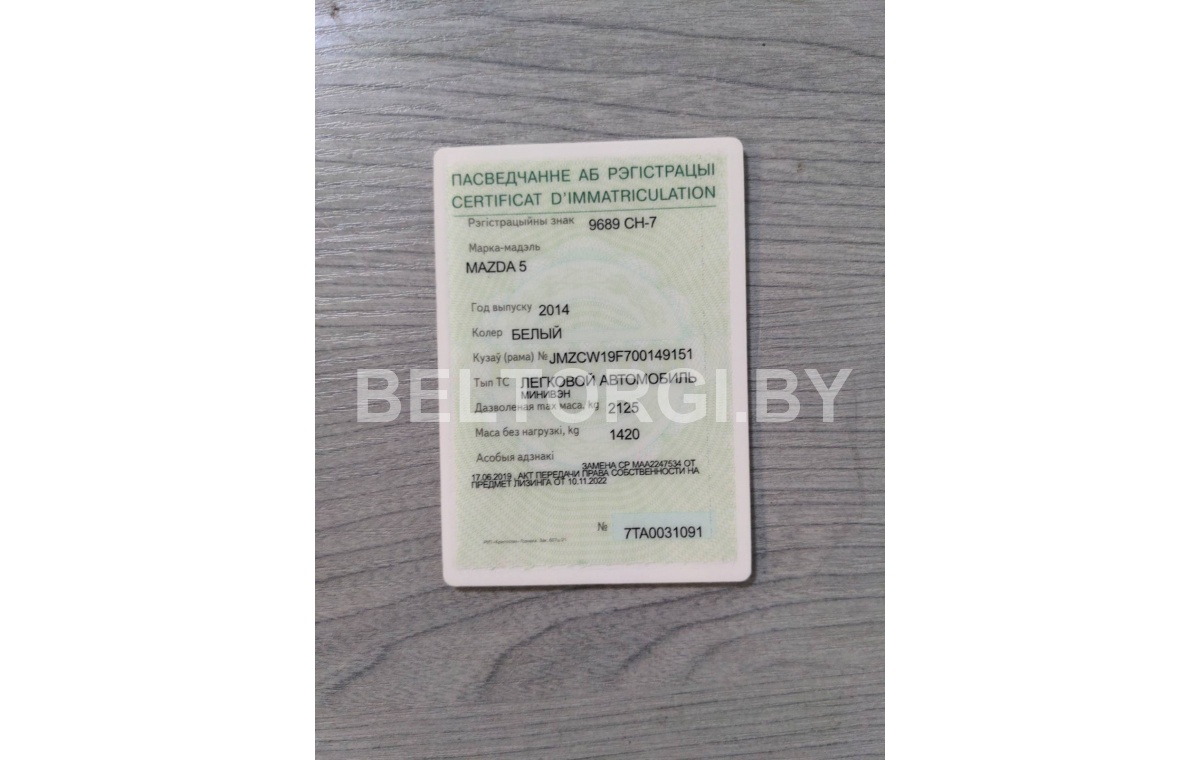 ПАСВЕДЧАННЕ АБ РЭГІСТРАЦЫІ
CERTIFICAT D'IMMATRICULATION
Рэгістрацыйны знак 9689 СН-7
Марка-мадэль
MAZDA 5
Год выпуску 2014
Колер БЕЛЫЙ
Кузаў (рама) № JMZCW19F700149151
Тып ТС ЛЕГКОВОЙ АВТОМОБИЛЬ
МИНИВЭН
BELTORGI.BY
Дазволеная max маса, kg 2125
Маса без нагрузкі, kg 1420
Асобыя адзнакі
ЗАМЕНА СР МАА2247534 ОТ
17.06.2019 , АКТ ПЕРЕДАЧИ ПРАВА СОБСТВЕННОСТИ НА
ПРЕДМЕТ ЛИЗИНГА ОТ 10.11.2022
№ 7TA0031091